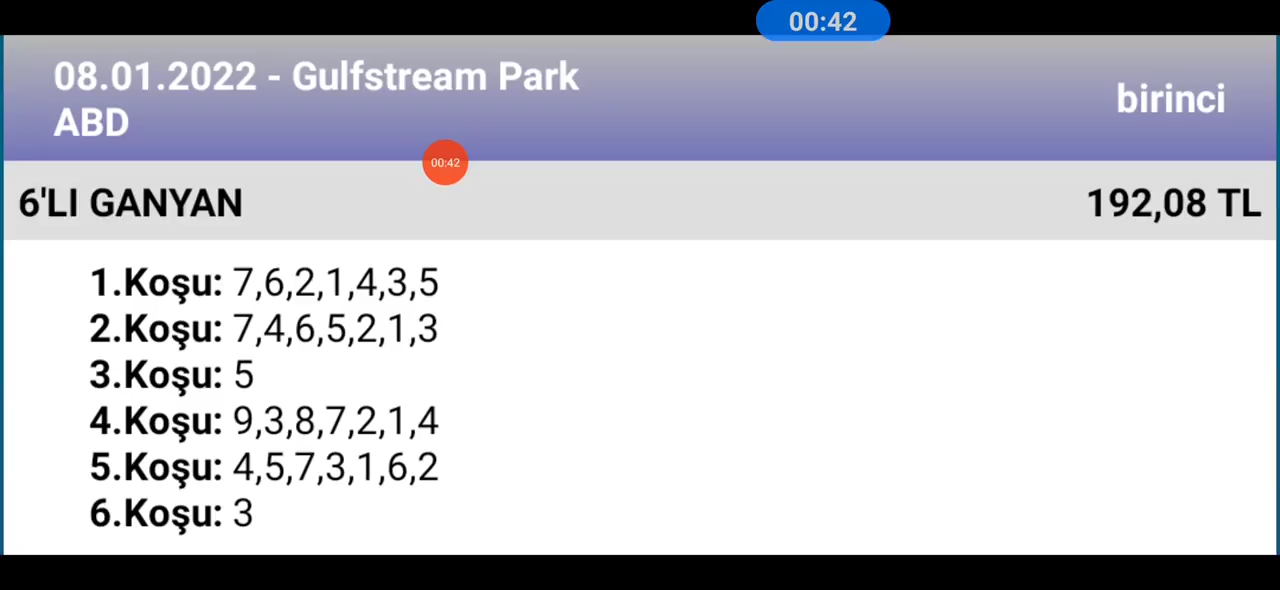 00:42
08.01.2022 - Gulfstream Park
ABD
birinci
00:42
6'LI GANYAN
192,08 TL
1.Koşu: 7,6,2,1,4,3,5
2.Koşu: 7,4,6,5,2,1,3
3.Koşu: 5
4.Koşu: 9,3,8,7,2,1,4
5.Koşu: 4,5,7,3,1,6,2
6.Koşu: 3